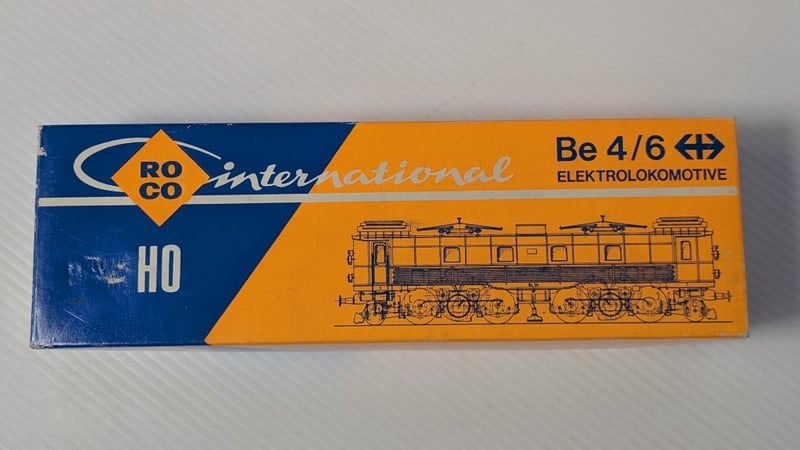 RO
CO
international
HO
Be 4/6
ELEKTROLOKOMOTIVE